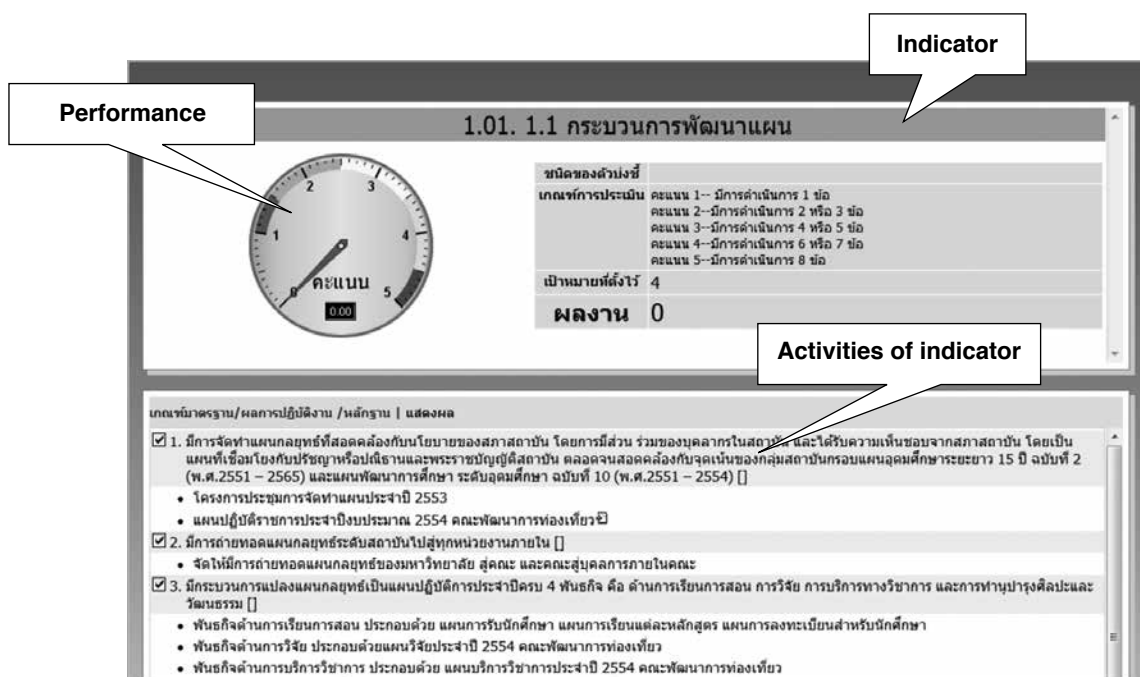 Indicator
Performance
1.01. 1.1 กระบวนการพัฒนาแผน
2 3
1 4
0 5
คะแนน
0.00
ชนิดของตัวบ่งชี้
เกณฑ์การประเมิน คะแนน 1-- มีการดำเนินการ 1 ข้อ
คะแนน 2--มีการดำเนินการ 2 หรือ 3 ข้อ
คะแนน 3--มีการดำเนินการ 4 หรือ 5 ข้อ
คะแนน 4--มีการดำเนินการ 6 หรือ 7 ข้อ
คะแนน 5--มีการดำเนินการ 8 ข้อ
เป้าหมายที่ตั้งไว้ 4
ผลงาน 0
Activities of indicator
เกณฑ์มาตรฐาน/ผลการปฏิบัติงาน /หลักฐาน | แสดงผล
1. มีการจัดทำแผนกลยุทธ์ที่สอดคล้องกับนโยบายของสภาสถาบัน โดยการมีส่วน ร่วมของบุคลากรในสถาบัน และได้รับความเห็นชอบจากสภาสถาบัน โดยเป็น
แผนที่เชื่อมโยงกับปรัชญาหรือปณิธานและพระราชบัญญัติสถาบัน ตลอดจนสอดคล้องกับจุดเน้นของกลุ่มสถาบันกรอบแผนอุดมศึกษาระยะยาว 15 ปี ฉบับที่ 2
(พ.ศ.2551 – 2565) และแผนพัฒนาการศึกษา ระดับอุดมศึกษา ฉบับที่ 10 (พ.ศ.2551 – 2554) []
• โครงการประชุมการจัดทำแผนประจำปี 2553
• แผนปฏิบัติราชการประจำปีงบประมาณ 2554 คณะพัฒนาการท่องเที่ยว
2. มีการถ่ายทอดแผนกลยุทธ์ระดับสถาบันไปสู่ทุกหน่วยงานภายใน []
• จัดให้มีการถ่ายทอดแผนกลยุทธ์ของมหาวิทยาลัย สู่คณะ และคณะสู่บุคลการภายในคณะ
3. มีกระบวนการแปลงแผนกลยุทธ์เป็นแผนปฏิบัติการประจำปีครบ 4 พันธกิจ คือ ด้านการเรียนการสอน การวิจัย การบริการทางวิชาการ และการทำนุบำรุงศิลปะและ
วัฒนธรรม []
• พันธกิจด้านการเรียนการสอน ประกอบด้วย แผนการรับนักศึกษา แผนการเรียนแต่ละหลักสูตร แผนการลงทะเบียนสำหรับนักศึกษา
• พันธกิจด้านการวิจัย ประกอบด้วยแผนวิจัยประจำปี 2554 คณะพัฒนาการท่องเที่ยว
• พันธกิจด้านการบริการวิชาการ ประกอบด้วย แผนบริการวิชาการประจำปี 2554 คณะพัฒนาการท่องเที่ยว